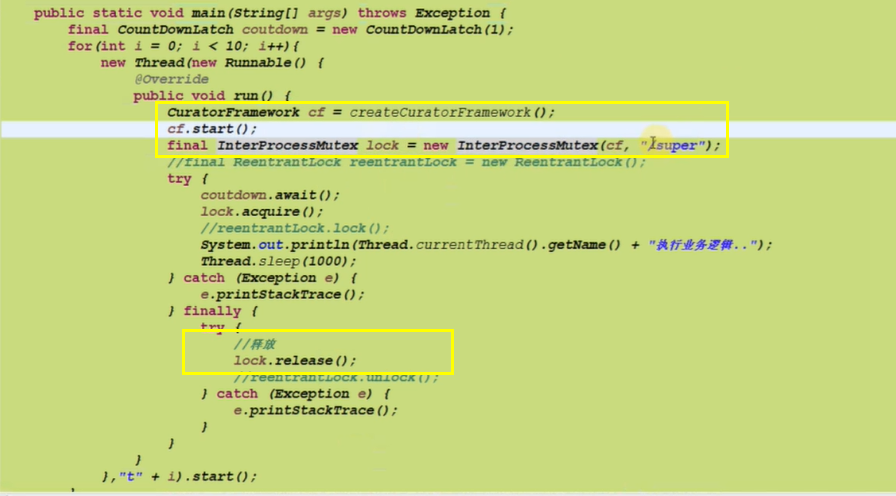 public static void main(String[] args) throws Exception {
final CountDownLatch coutdown = new CountDownLatch(1);
for(int i = 0; i < 10; i++){
new Thread(new Runnable() {
@Override
public void run() {
CuratorFramework cf = createCuratorFramework();
cf.start();
final InterProcessMutex lock = new InterProcessMutex(cf, "/super");
//final ReentrantLock reentrantLock = new ReentrantLock();
try {
coutdown.await();
lock.acquire();
//reentrantLock.lock();
System.out.println(Thread.currentThread().getName() + "执行业务逻辑..");
Thread.sleep(1000);
} catch (Exception e) {
e.printStackTrace();
} finally {
try {
//释放
lock.release();
//reentrantLock.unlock();
} catch (Exception e) {
e.printStackTrace();
}
}
}
},"t" + i).start();